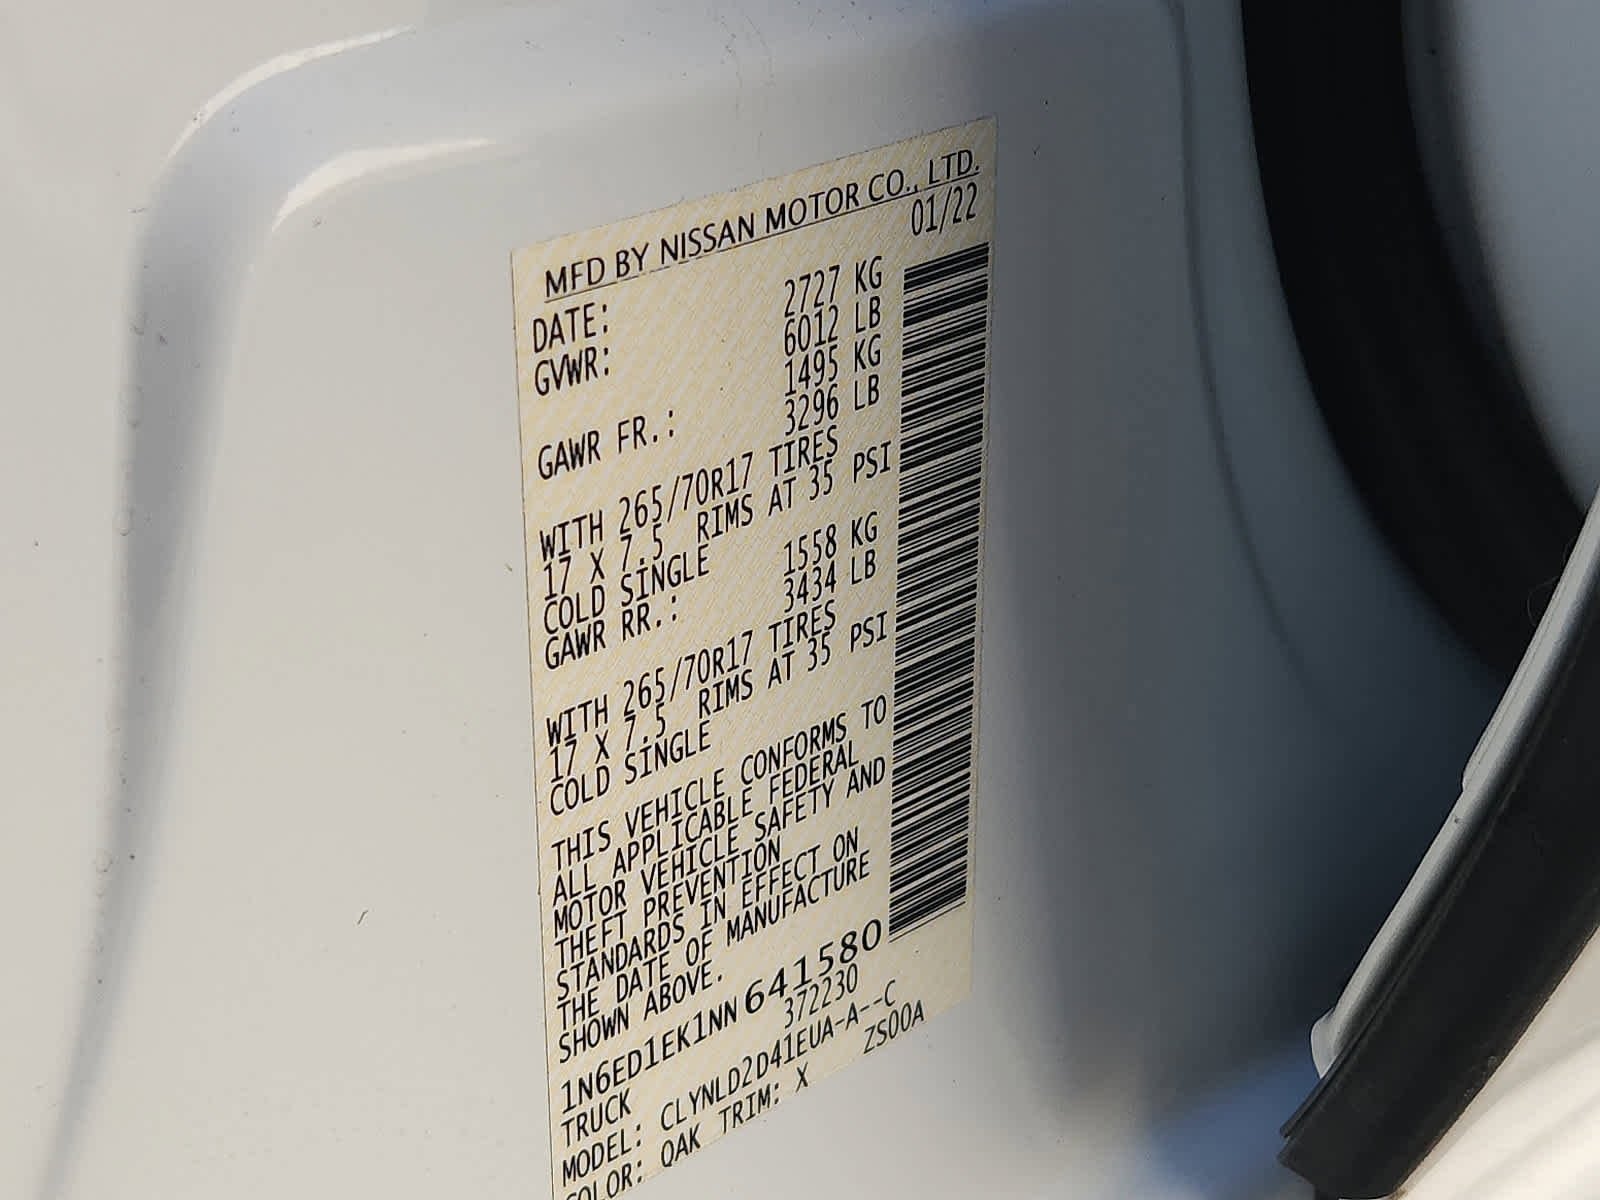 MFD BY NISSAN MOTOR CO., LTD.
DATE: 01/22
GVWR: 2727 KG
6012 LB
GAWR FR.: 1495 KG
3296 LB
WITH 265/70R17 TIRES
17 X 7.5 RIMS AT 35 PSI
COLD SINGLE
GAWR RR.: 1558 KG
3434 LB
WITH 265/70R17 TIRES
17 X 7.5 RIMS AT 35 PSI
COLD SINGLE
THIS VEHICLE CONFORMS TO
ALL APPLICABLE FEDERAL
MOTOR VEHICLE SAFETY AND
THEFT PREVENTION
STANDARDS IN EFFECT ON
THE DATE OF MANUFACTURE
SHOWN ABOVE.
1N6ED1EK1NN641580
TRUCK 372230
MODEL: CLYNLD2D41EUA-A--C
COLOR: QAK TRIM: X ZS00A